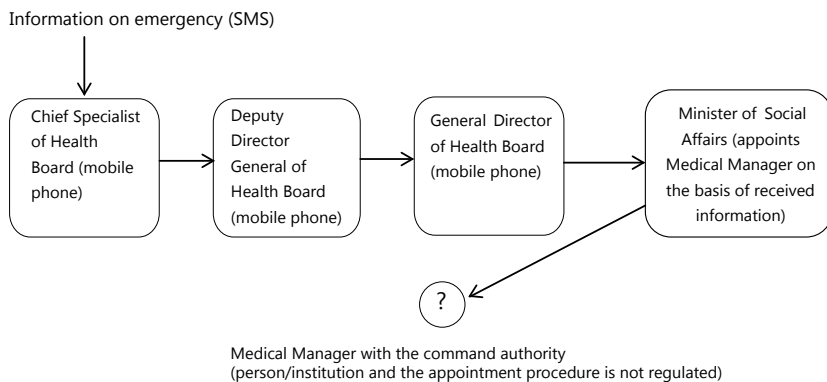 Information on emergency (SMS)
Chief Specialist
of Health
Board (mobile
phone)
Deputy
Director
General of
Health Board
(mobile phone)
General Director
of Health Board
(mobile phone)
Minister of Social
Affairs (appoints
Medical Manager on
the basis of received
information)
?
Medical Manager with the command authority
(person/institution and the appointment procedure is not regulated)